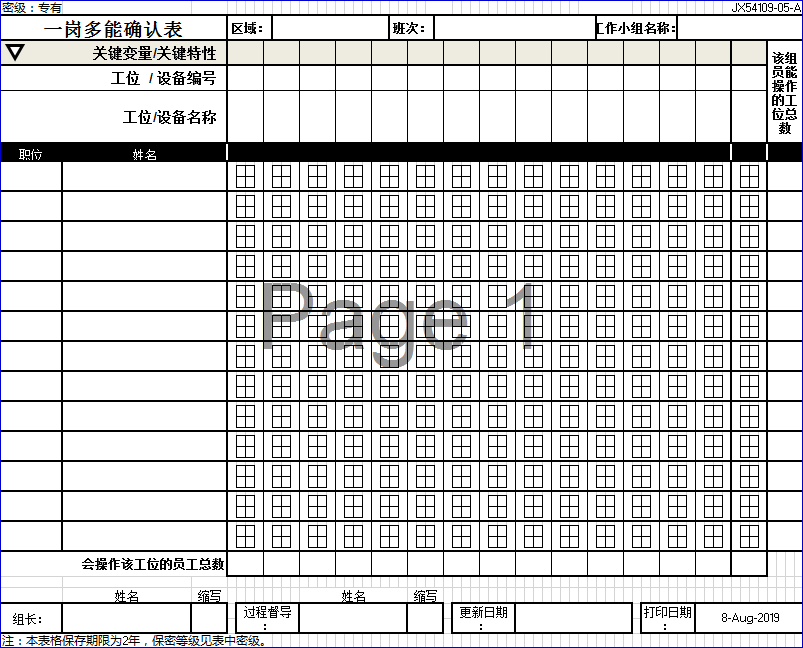 密级：专有 JX54109-05-A
一岗多能确认表 区域: 班次: 工作小组名称:
关键变量/关键特性
工位 / 设备编号
工位/设备名称
该组
员能
操作
的工
位总
数
职位 姓名
Page 1
会操作该工位的员工总数
姓名 缩写 姓名 缩写
组长: 过程督导
: 更新日期
: 打印日期
: 8-Aug-2019
注：本表格保存期限为2年，保密等级见表中密级。